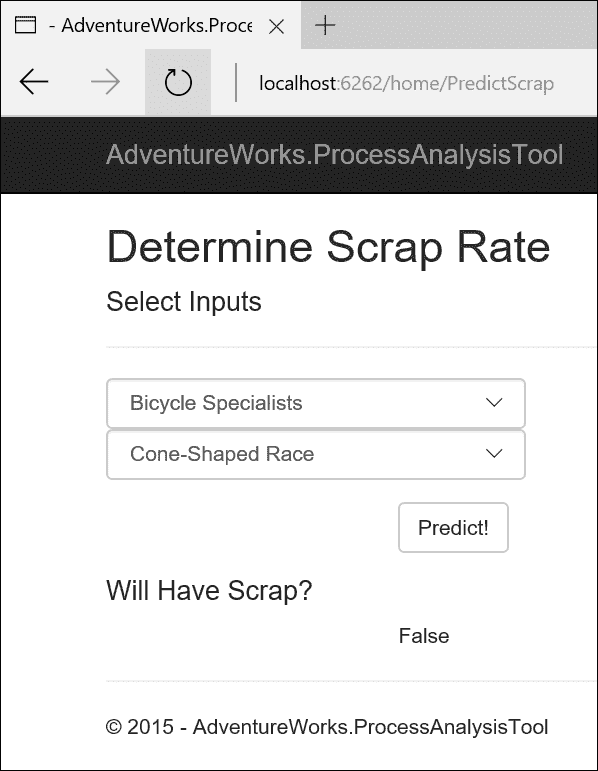 - AdventureWorks.Proce
localhost:6262/home/PredictScrap
AdventureWorks.ProcessAnalysisTool
Determine Scrap Rate
Select Inputs
Bicycle Specialists
Cone-Shaped Race
Predict!
Will Have Scrap?
False
© 2015 - AdventureWorks.ProcessAnalysisTool